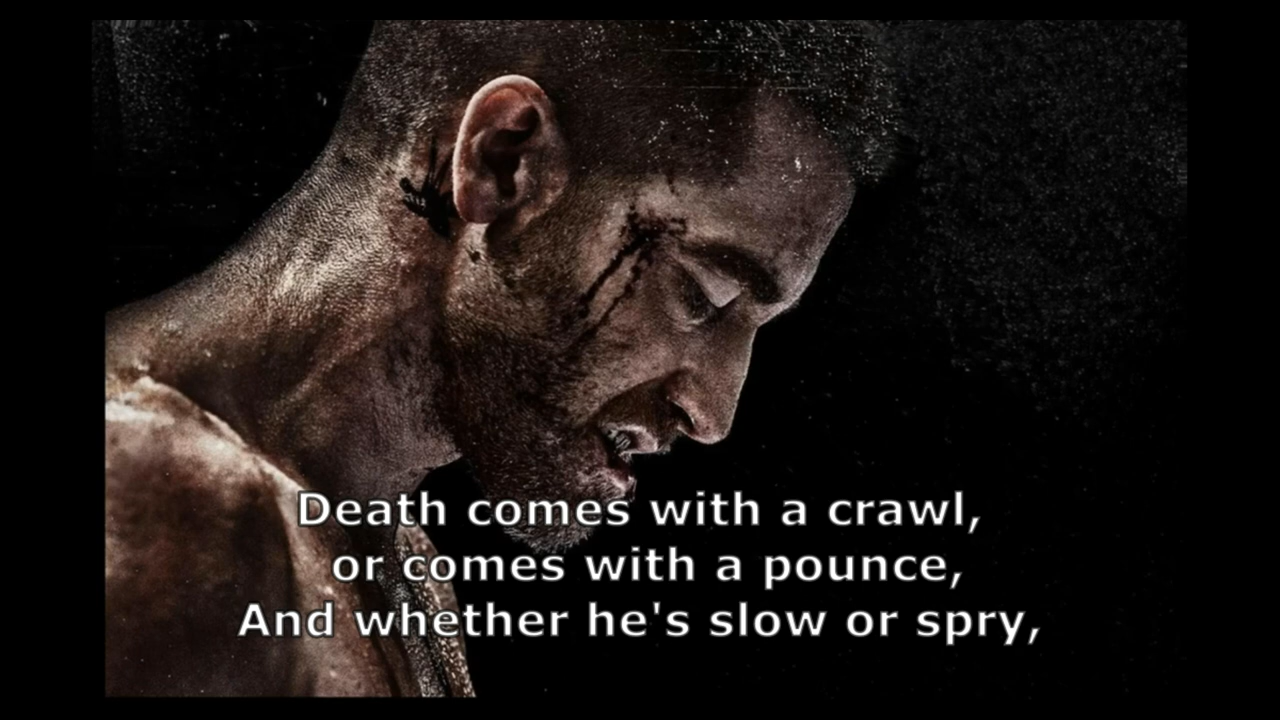 Death comes with a crawl,
or comes with a pounce,
And whether he's slow or spry,